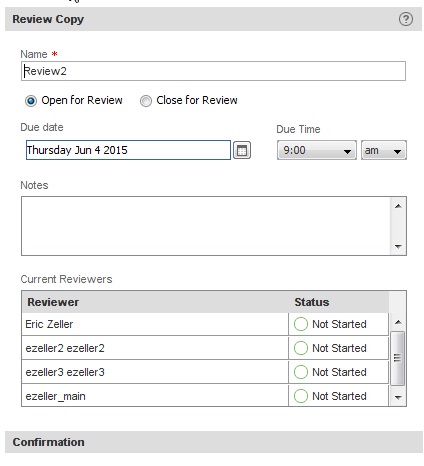 Review Copy ?
Name *
Review2
Open for Review Close for Review
Due date Due Time
Thursday Jun 4 2015 9:00 am
Notes
Current Reviewers
Reviewer Status
Eric Zeller Not Started
ezeller2 ezeller2 Not Started
ezeller3 ezeller3 Not Started
ezeller_main Not Started
Confirmation